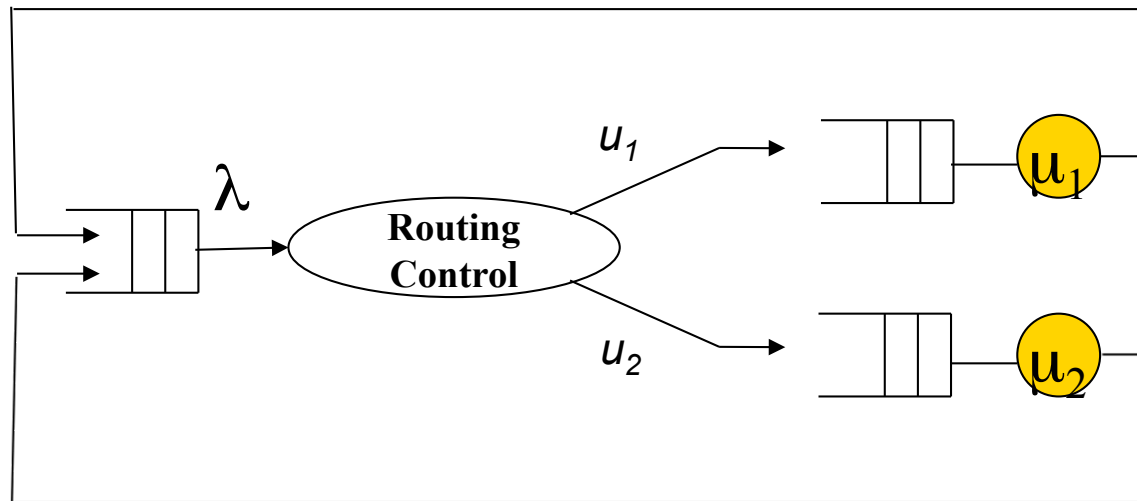 u1
λ
μ1
Routing
Control
u2
μ2